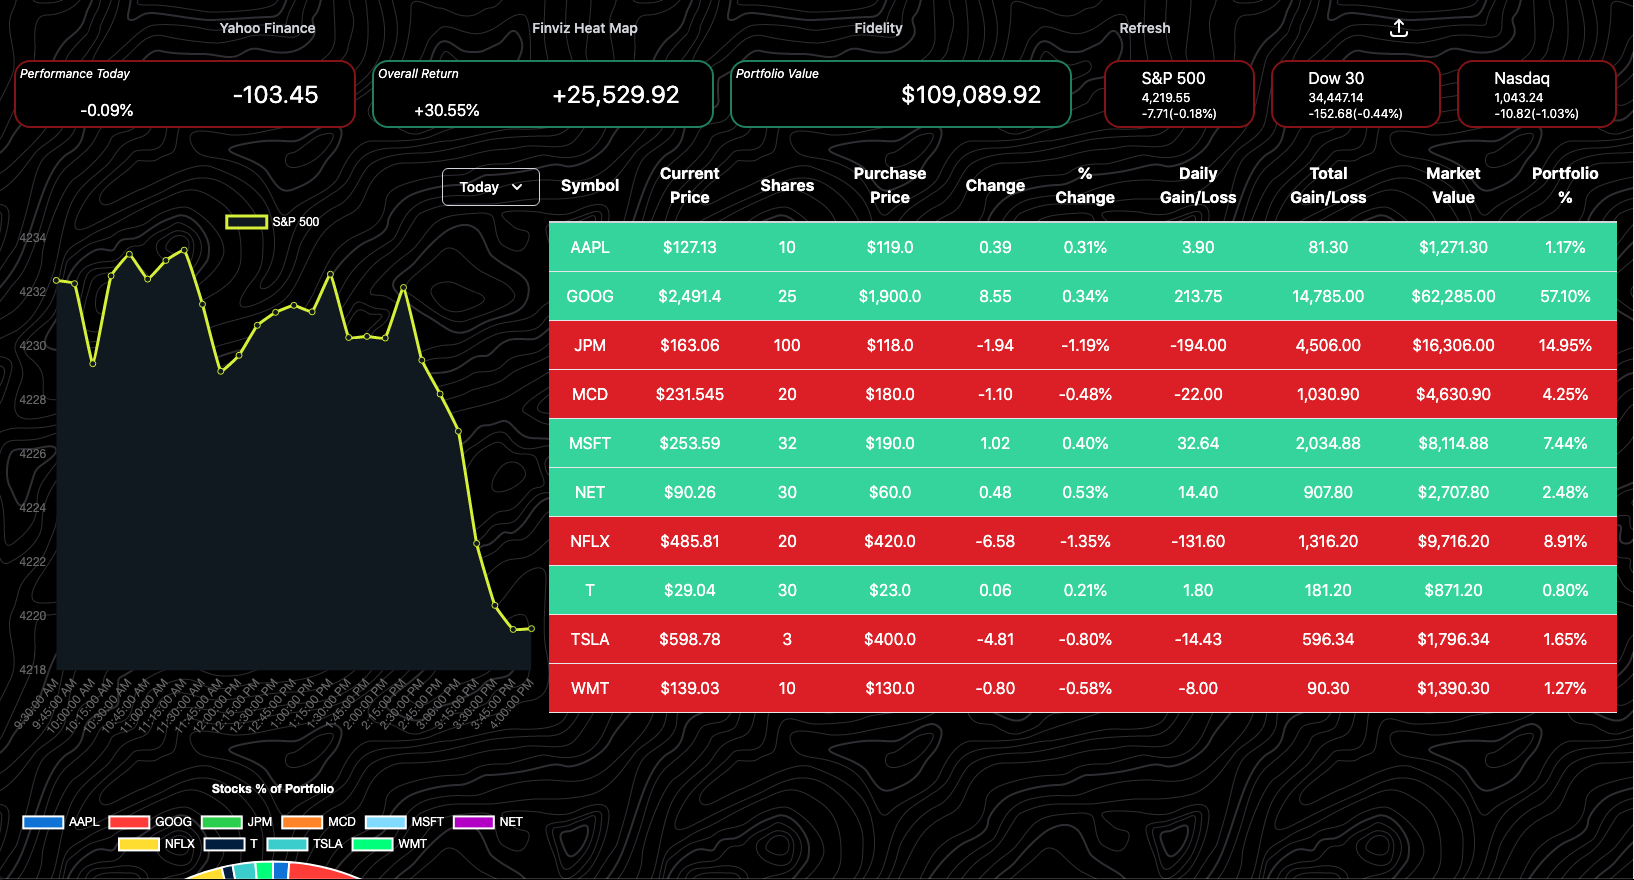 Yahoo Finance Finviz Heat Map Fidelity Refresh
Performance Today
-0.09% -103.45
Overall Return
+30.55% +25,529.92
Portfolio Value
$109,089.92
S&P 500
4,219.55
-7.71(-0.18%)
Dow 30
34,447.14
-152.68(-0.44%)
Nasdaq
1,043.24
-10.82(-1.03%)
Today
S&P 500
4234
4232
4230
4228
4226
4224
4222
4220
4218
9:30:00 AM
9:45:00 AM
10:00:00 AM
10:15:00 AM
10:30:00 AM
10:45:00 AM
11:00:00 AM
11:15:00 AM
11:30:00 AM
11:45:00 AM
12:00:00 PM
12:15:00 PM
12:30:00 PM
12:45:00 PM
1:00:00 PM
1:15:00 PM
1:30:00 PM
1:45:00 PM
2:00:00 PM
2:15:00 PM
2:30:00 PM
2:45:00 PM
3:00:00 PM
3:15:00 PM
3:30:00 PM
3:45:00 PM
4:00:00 PM
Symbol Current Price Shares Purchase Price Change % Change Daily Gain/Loss Total Gain/Loss Market Value Portfolio %
AAPL $127.13 10 $119.0 0.39 0.31% 3.90 81.30 $1,271.30 1.17%
GOOG $2,491.4 25 $1,900.0 8.55 0.34% 213.75 14,785.00 $62,285.00 57.10%
JPM $163.06 100 $118.0 -1.94 -1.19% -194.00 4,506.00 $16,306.00 14.95%
MCD $231.545 20 $180.0 -1.10 -0.48% -22.00 1,030.90 $4,630.90 4.25%
MSFT $253.59 32 $190.0 1.02 0.40% 32.64 2,034.88 $8,114.88 7.44%
NET $90.26 30 $60.0 0.48 0.53% 14.40 907.80 $2,707.80 2.48%
NFLX $485.81 20 $420.0 -6.58 -1.35% -131.60 1,316.20 $9,716.20 8.91%
T $29.04 30 $23.0 0.06 0.21% 1.80 181.20 $871.20 0.80%
TSLA $598.78 3 $400.0 -4.81 -0.80% -14.43 596.34 $1,796.34 1.65%
WMT $139.03 10 $130.0 -0.80 -0.58% -8.00 90.30 $1,390.30 1.27%
Stocks % of Portfolio
AAPL GOOG JPM MCD MSFT NET
NFLX T TSLA WMT